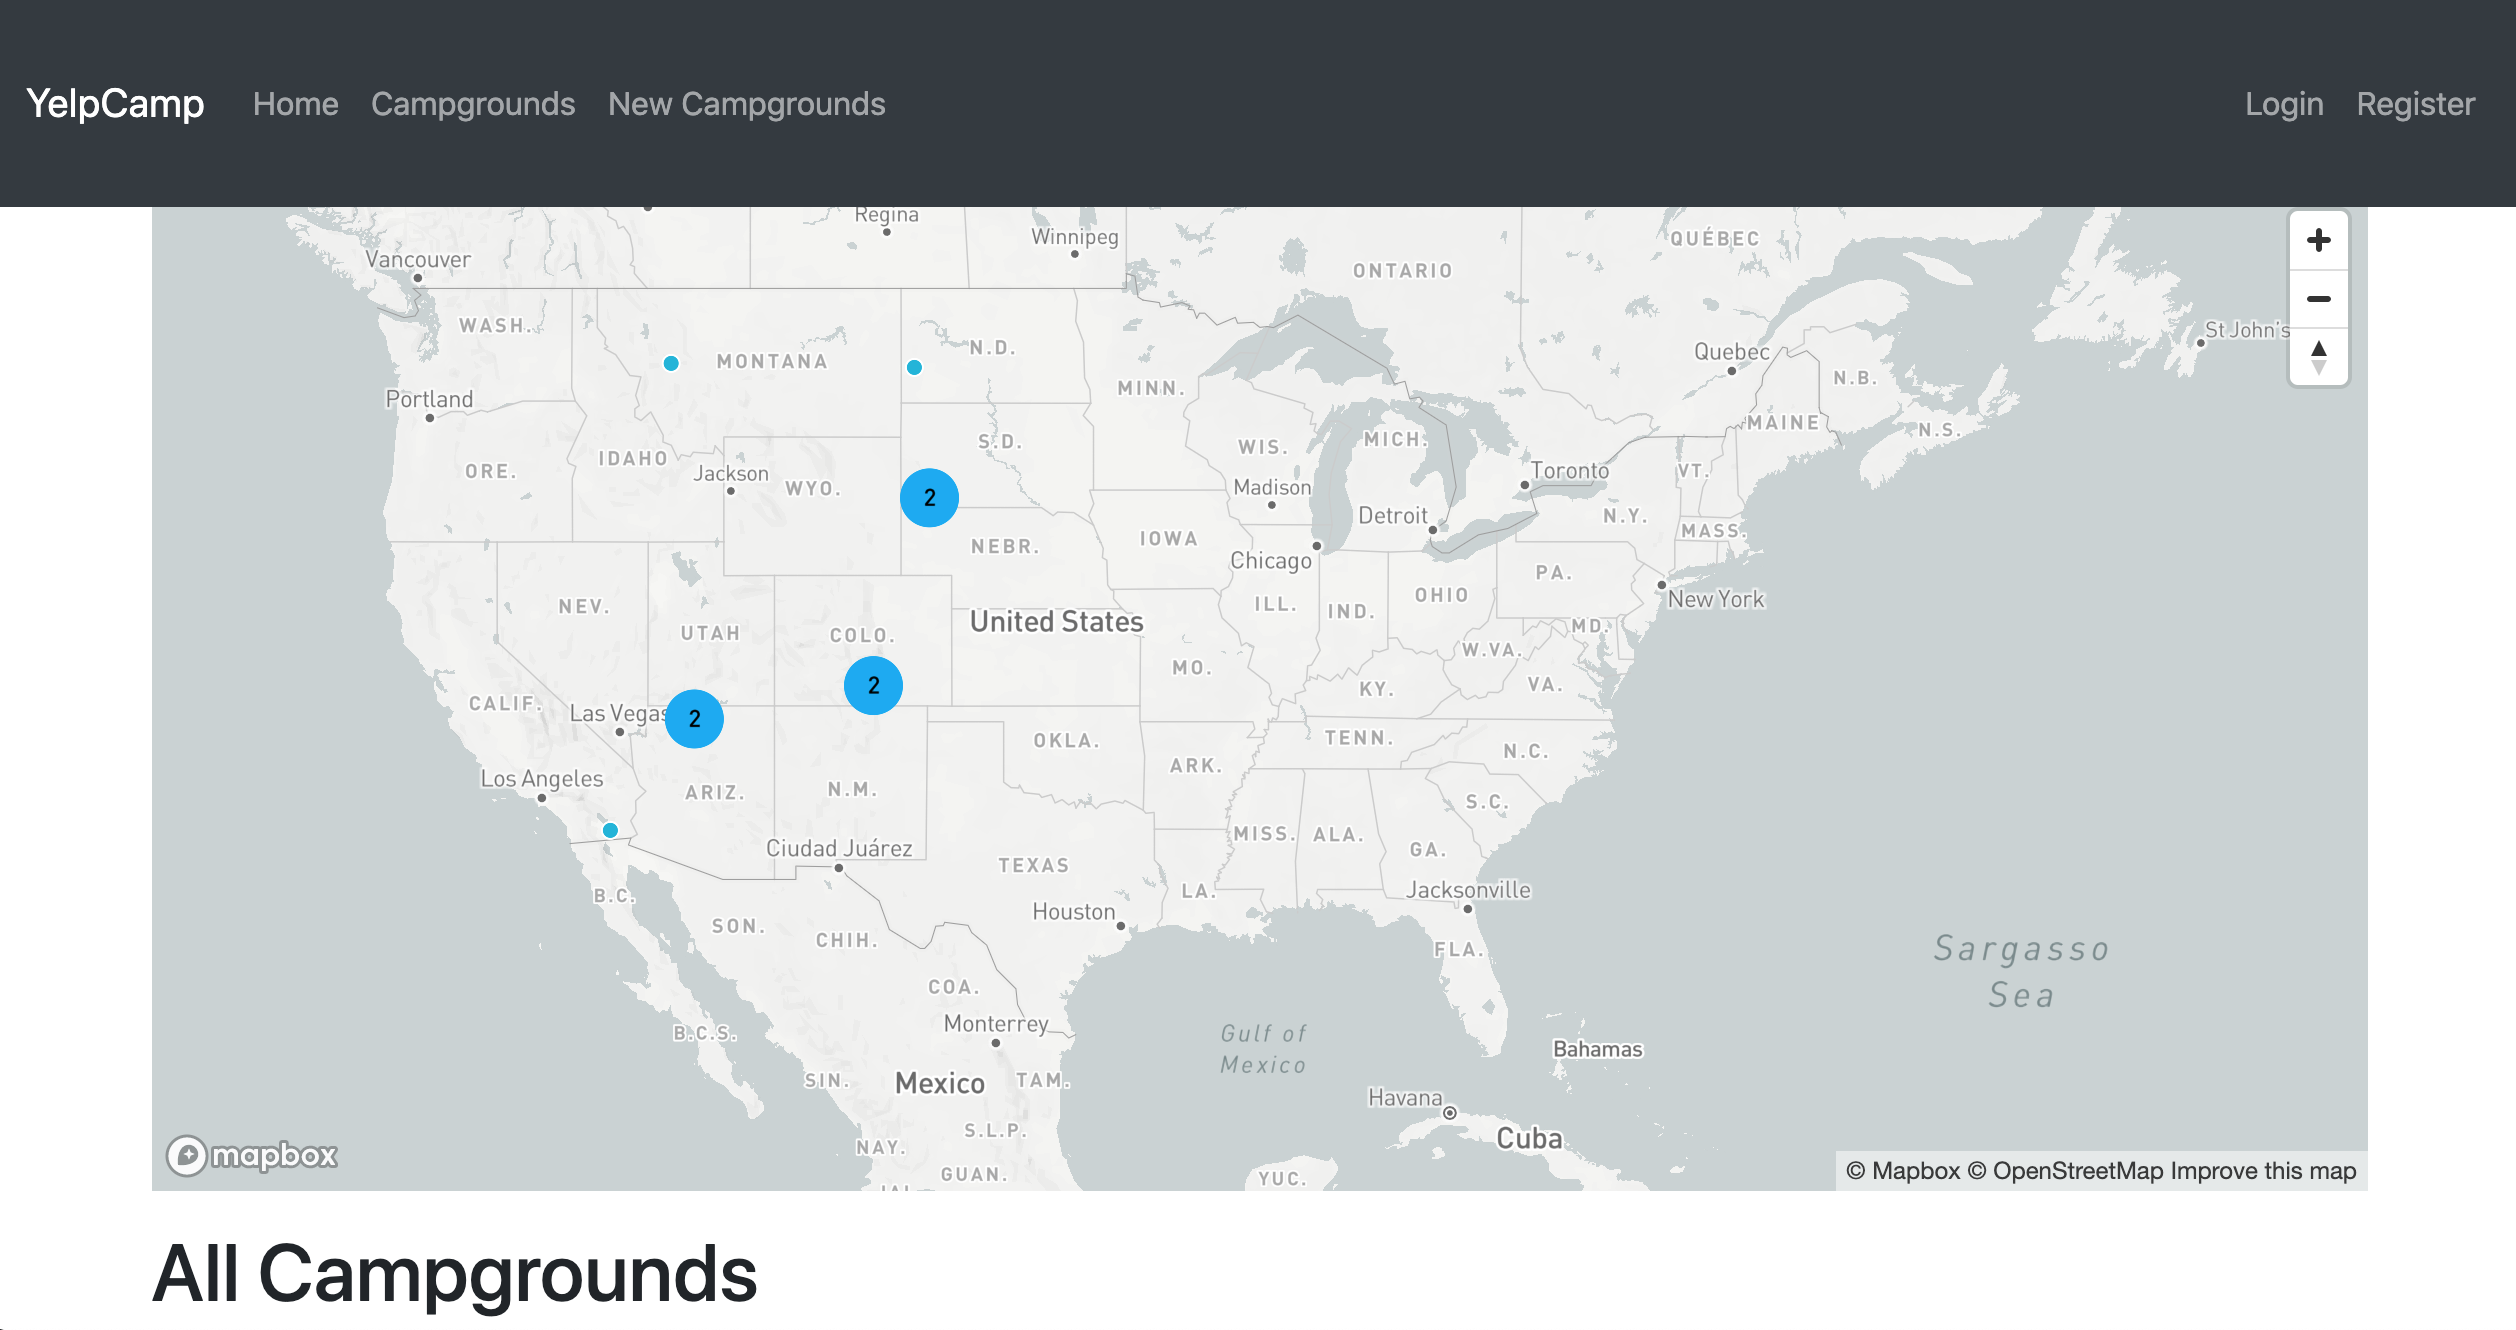 YelpCamp Home Campgrounds New Campgrounds Login Register
Regina
Winnipeg
QUÉBEC
Vancouver
ONTARIO
WASH.
St John's
N.D.
Quebec
MONTANA
N.B.
MINN.
Portland
MAINE
N.S.
MICH.
S.D.
WIS.
IDAHO
ORE.
Jackson
Toronto
VT.
WYO.
Madison
2
Detroit
N.Y.
MASS.
IOWA
NEBR.
Chicago
PA.
OHIO
New York
NEV.
ILL.
IND.
United States
MD.
UTAH
COLO.
W.VA.
MO.
2
VA.
KY.
CALIF.
Las Vegas
2
TENN.
OKLA.
N.C.
ARK.
Los Angeles
N.M.
ARIZ.
S.C.
MISS.
ALA.
Ciudad Juárez
GA.
TEXAS
Jacksonville
LA.
B.C.
Houston
SON.
CHIH.
FLA.
Sargasso
Sea
COA.
Monterrey
B.C.S.
Gulf of
Mexico
Bahamas
SIN.
Mexico
TAM.
Havana
S.L.P.
Cuba
NAY.
mapbox
GUAN.
YUC.
© Mapbox © OpenStreetMap Improve this map
All Campgrounds